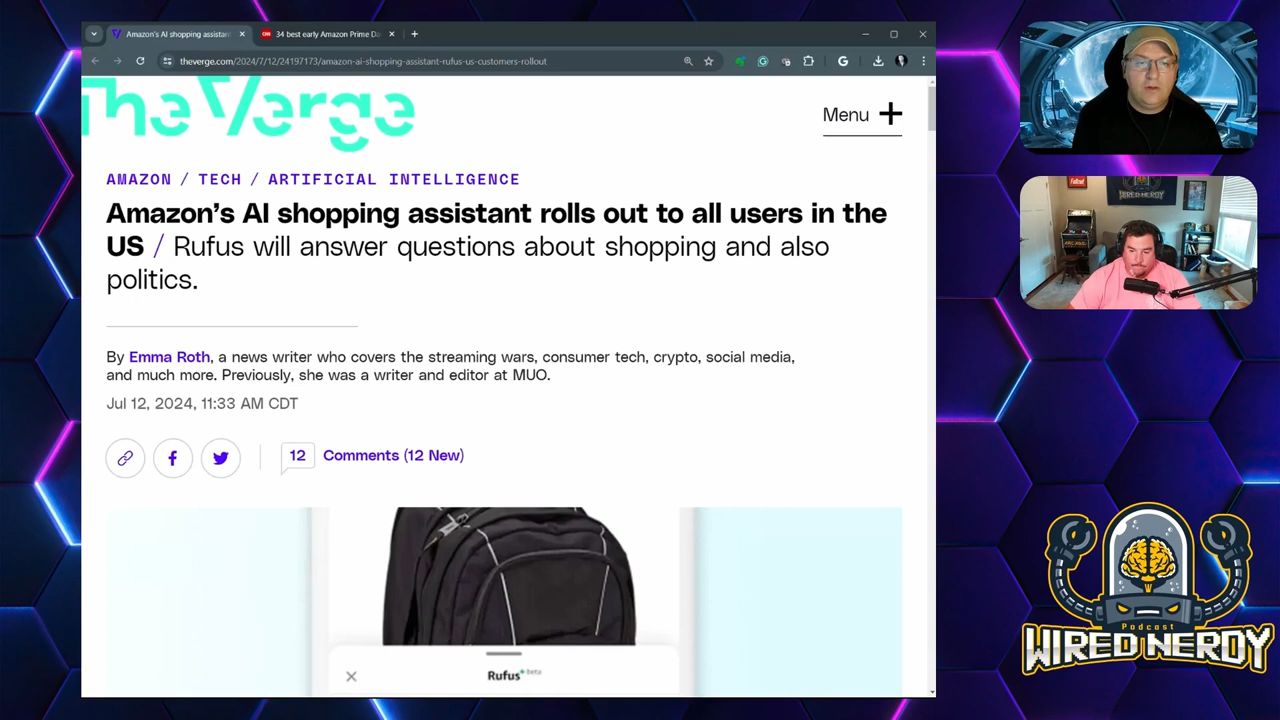 Amazon's AI shopping assistant
34 best early Amazon Prime Da
theverge.com/2024/7/12/24197173/amazon-ai-shopping-assistant-rufus-us-customers-rollout
The Verge
Menu
AMAZON / TECH / ARTIFICIAL INTELLIGENCE
Amazon's AI shopping assistant rolls out to all users in the
US / Rufus will answer questions about shopping and also
politics.
By Emma Roth, a news writer who covers the streaming wars, consumer tech, crypto, social media,
and much more. Previously, she was a writer and editor at MUO.
Jul 12, 2024, 11:33 AM CDT
12 Comments (12 New)
Rufus beta
Fallout
WIRED NERDY
Podcast
WIRED NERDY